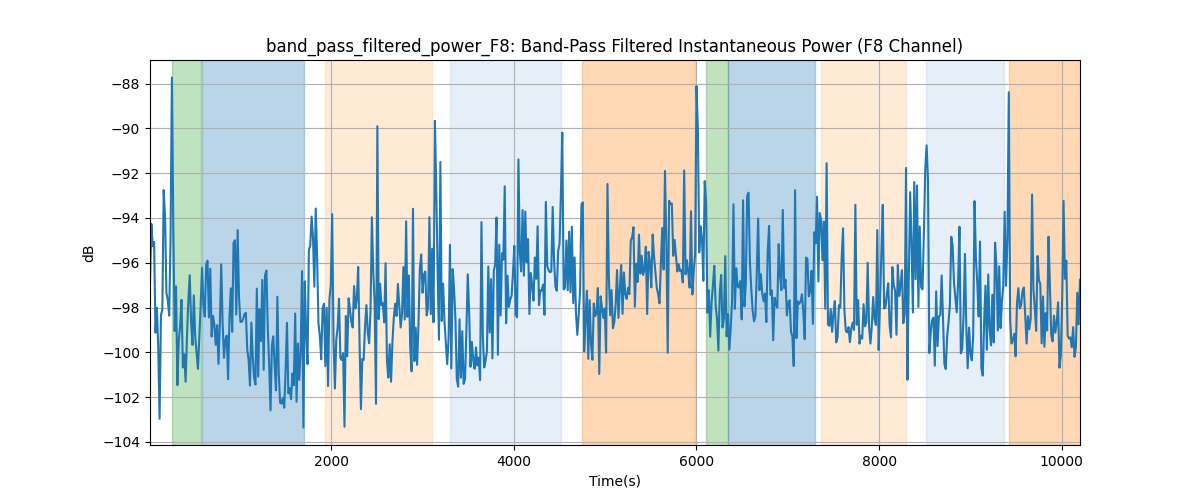 band_pass_filtered_power_F8: Band-Pass Filtered Instantaneous Power (F8 Channel)
−88
−90
−92
−94
−96
−98
−100
−102
−104
dB
2000 4000 6000 8000 10000
Time(s)